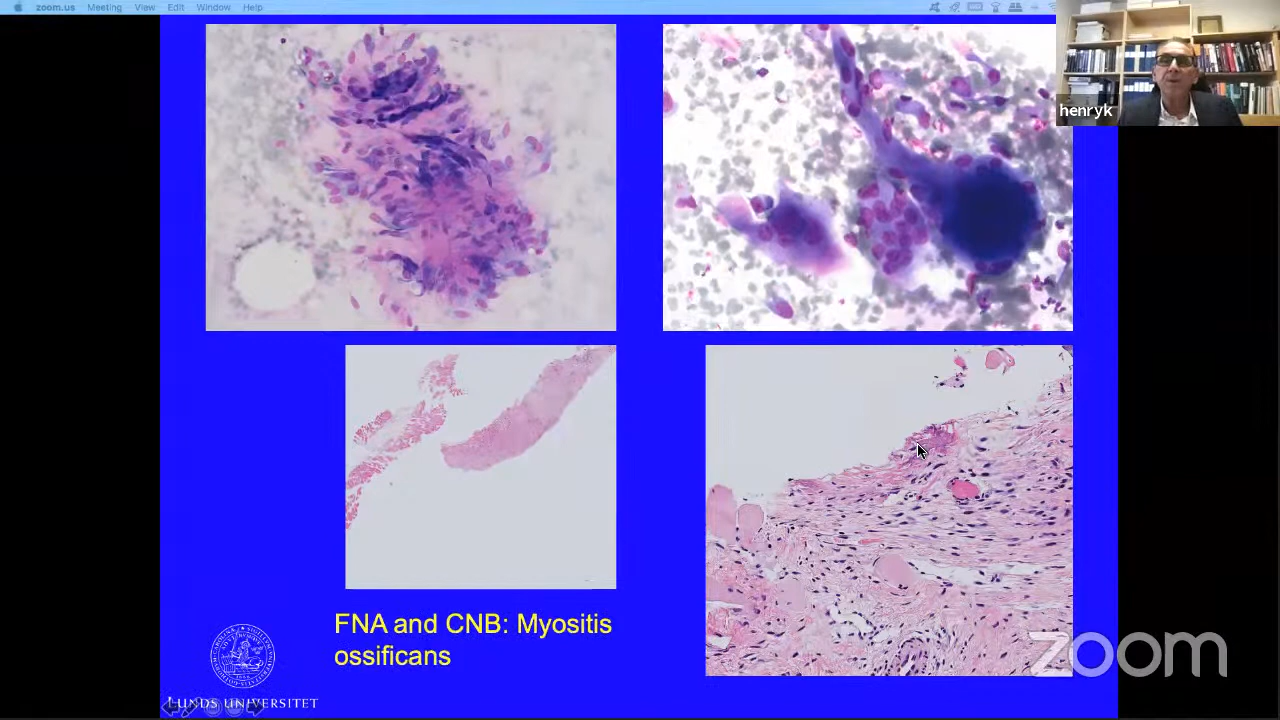 zoom.us Meeting View Edit Window Help
henryk
FNA and CNB: Myositis
ossificans
LUNDS UNIVERSITET
zoom